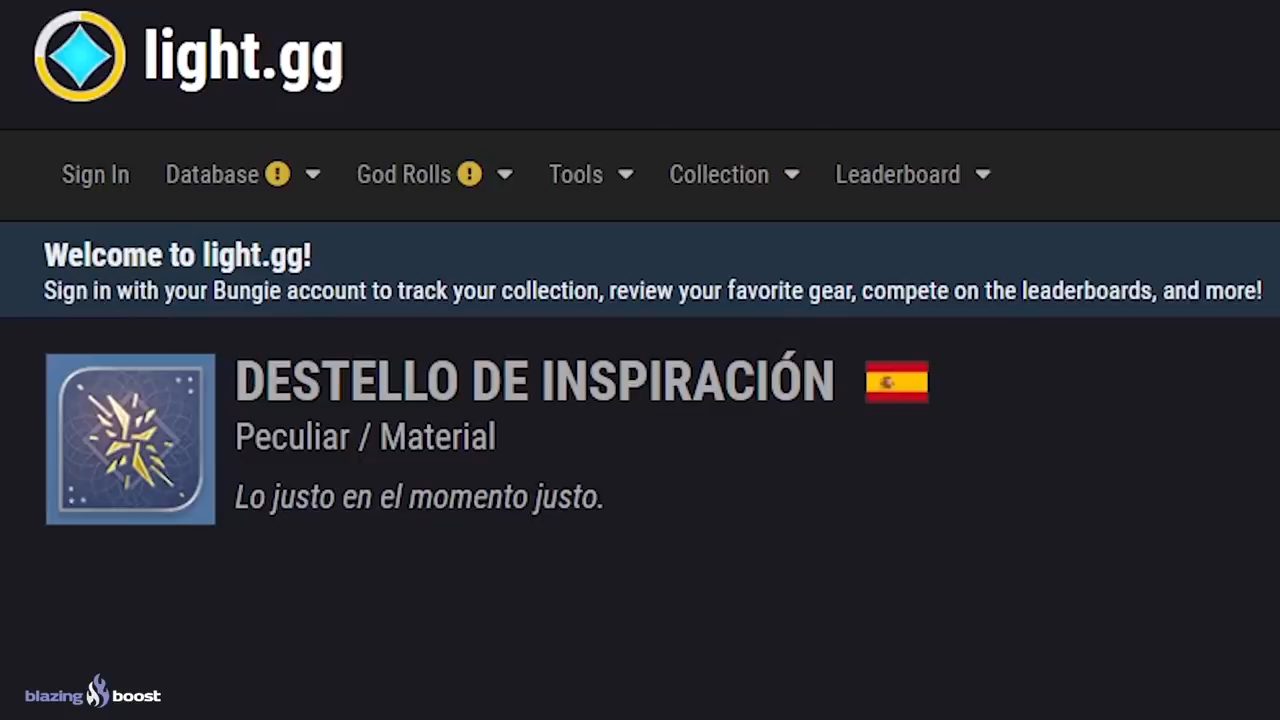 light.gg
Sign In Database ! God Rolls ! Tools Collection Leaderboard
Welcome to light.gg!
Sign in with your Bungie account to track your collection, review your favorite gear, compete on the leaderboards, and more!
DESTELLO DE INSPIRACIÓN
Peculiar / Material
Lo justo en el momento justo.
blazing boost